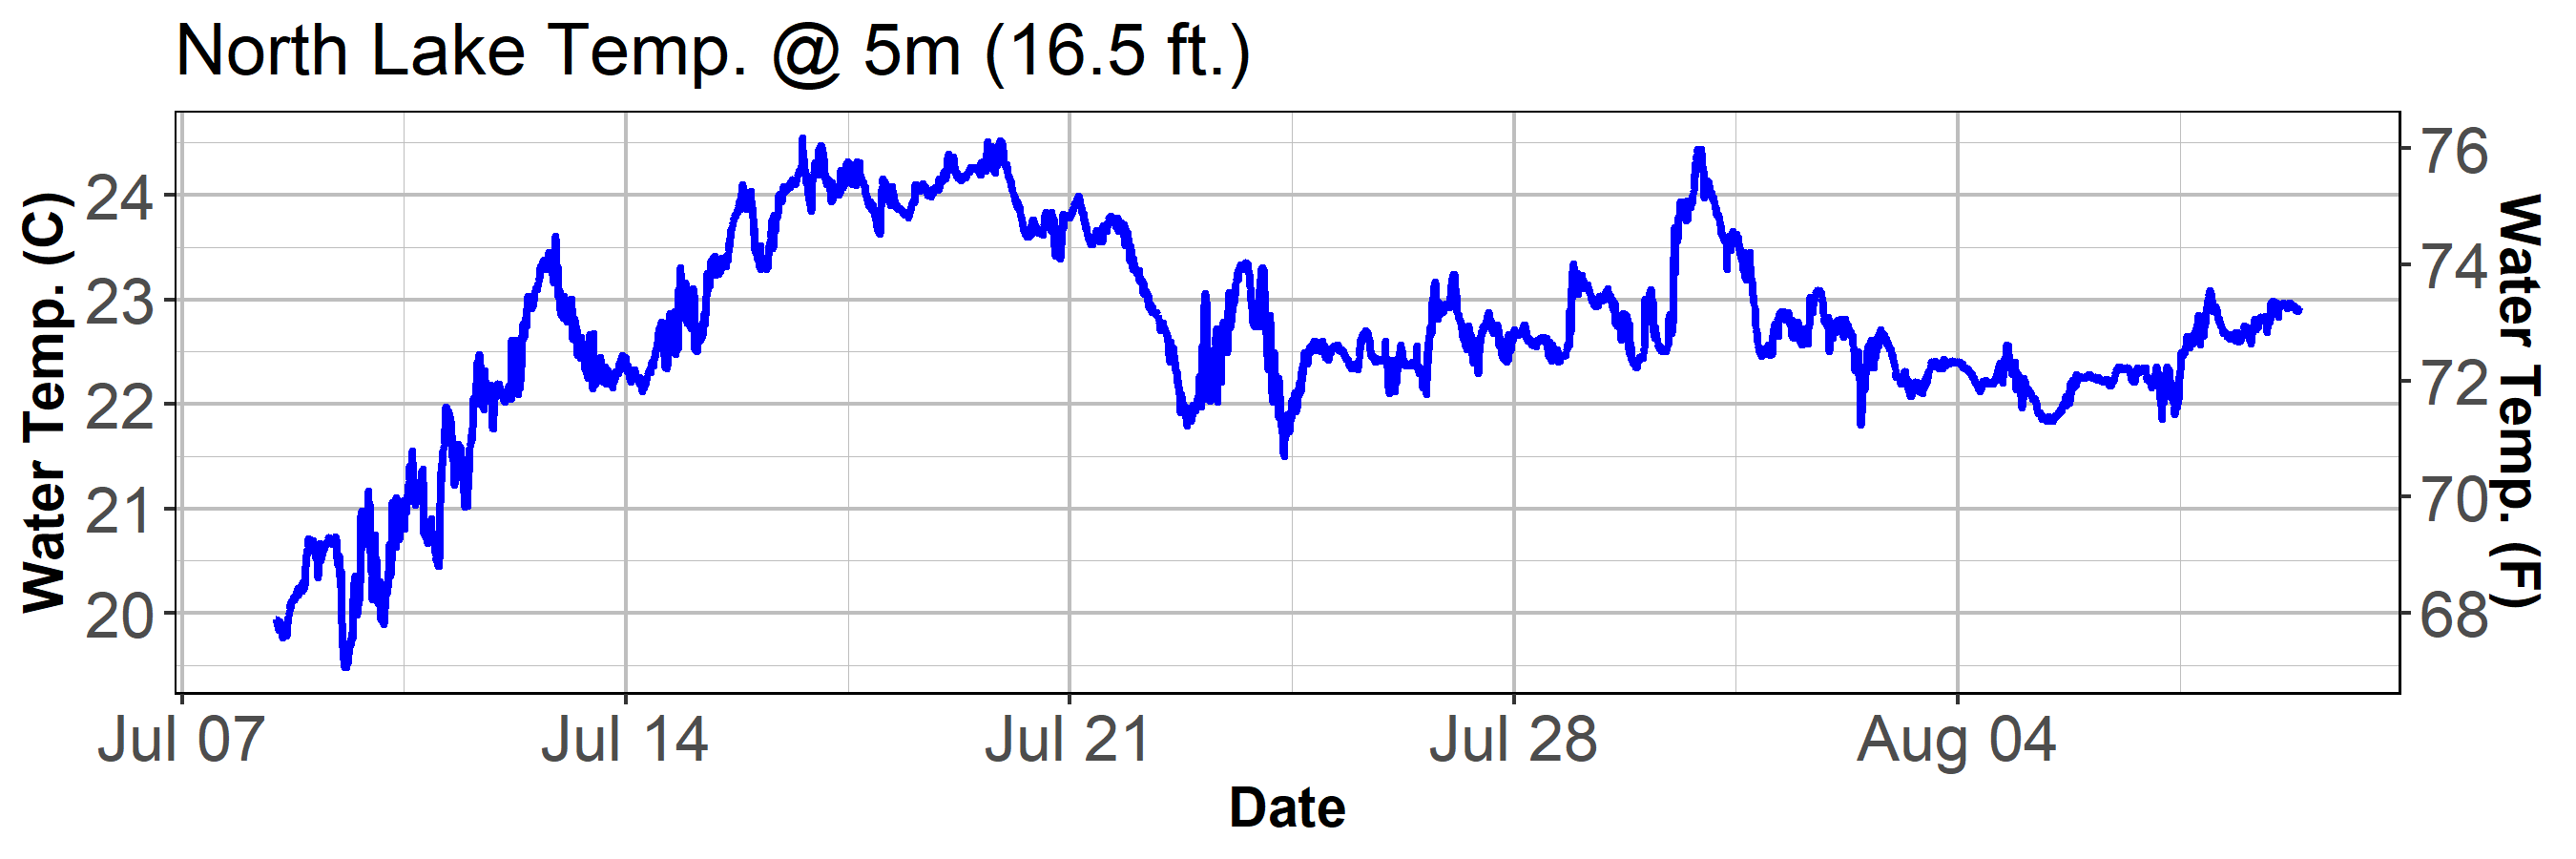 North Lake Temp. @ 5m (16.5 ft.)
Water Temp. (C)
24
23
22
21
20
76
74
72
70
68
Water Temp. (F)
Jul 07 Jul 14 Jul 21 Jul 28 Aug 04
Date